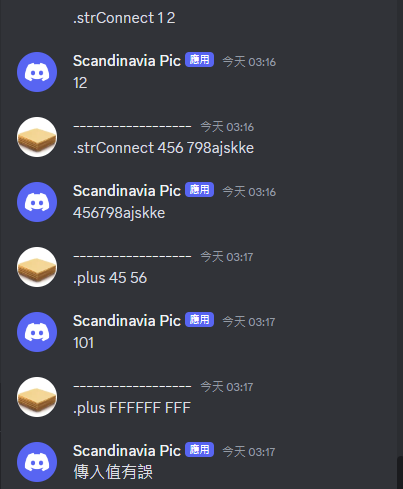 .strConnect 1 2
Scandinavia Pic 應用 今天 03:16
12
------------------ 今天 03:16
.strConnect 456 798ajskke
Scandinavia Pic 應用 今天 03:16
456798ajskke
------------------ 今天 03:17
.plus 45 56
Scandinavia Pic 應用 今天 03:17
101
------------------ 今天 03:17
.plus FFFFFF FFF
Scandinavia Pic 應用 今天 03:17
傳入值有誤